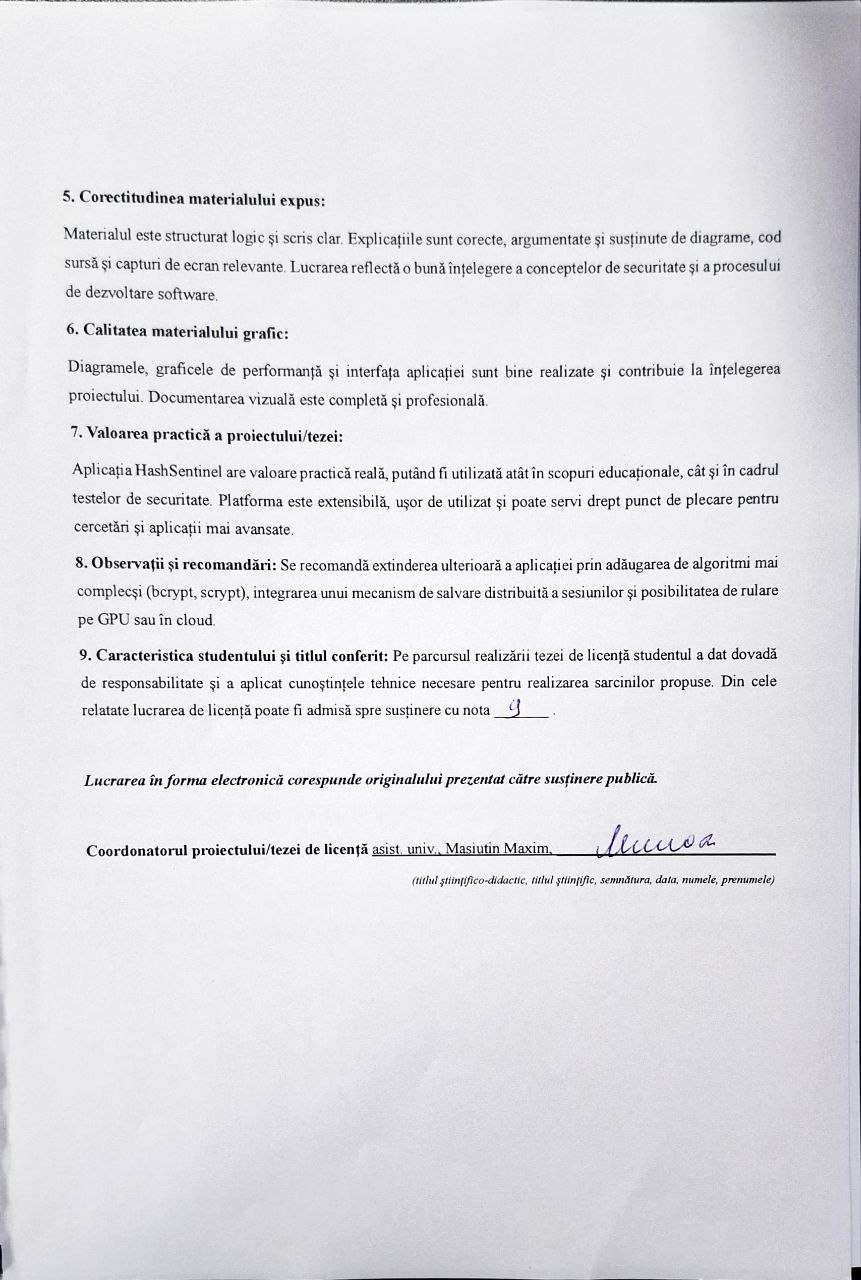 5. Corectitudinea materialului expus:
Materialul este structurat logic și scris clar. Explicațiile sunt corecte, argumentate și susținute de diagrame, cod
sursă și capturi de ecran relevante. Lucrarea reflectă o bună înțelegere a conceptelor de securitate și a procesului
de dezvoltare software.
6. Calitatea materialului grafic:
Diagramele, graficele de performanță și interfața aplicației sunt bine realizate și contribuie la înțelegerea
proiectului. Documentarea vizuală este completă și profesională.
7. Valoarea practică a proiectului/tezei:
Aplicația HashSentinel are valoare practică reală, putând fi utilizată atât în scopuri educaționale, cât și în cadrul
testelor de securitate. Platforma este extensibilă, ușor de utilizat și poate servi drept punct de plecare pentru
cercetări și aplicații mai avansate.
8. Observații și recomandări: Se recomandă extinderea ulterioară a aplicației prin adăugarea de algoritmi mai
complecși (bcrypt, scrypt), integrarea unui mecanism de salvare distribuită a sesiunilor și posibilitatea de rulare
pe GPU sau în cloud.
9. Caracteristica studentului și titlul conferit: Pe parcursul realizării tezei de licență studentul a dat dovadă
de responsabilitate și a aplicat cunoștințele tehnice necesare pentru realizarea sarcinilor propuse. Din cele
relatate lucrarea de licență poate fi admisă spre susținere cu nota 9 .
Lucrarea în forma electronică corespunde originalului prezentat către susținere publică.
Coordonatorul proiectului/tezei de licență asist. univ., Masiutin Maxim,
(titlul științifico-didactic, titlul științific, semnătura, data, numele, prenumele)